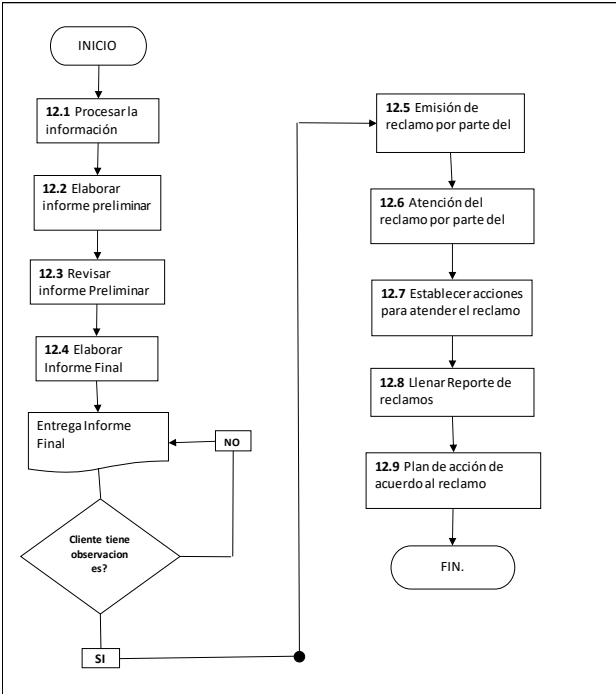 INICIO
12.1 Procesar la
información
12.2 Elaborar
informe preliminar
12.3 Revisar
informe Preliminar
12.4 Elaborar
Informe Final
Entrega Informe
Final
NO
Cliente tiene
observacion
es?
SI
12.5 Emisión de
reclamo por parte del
12.6 Atención del
reclamo por parte del
12.7 Establecer acciones
para atender el reclamo
12.8 Llenar Reporte de
reclamos
12.9 Plan de acción de
acuerdo al reclamo
FIN.